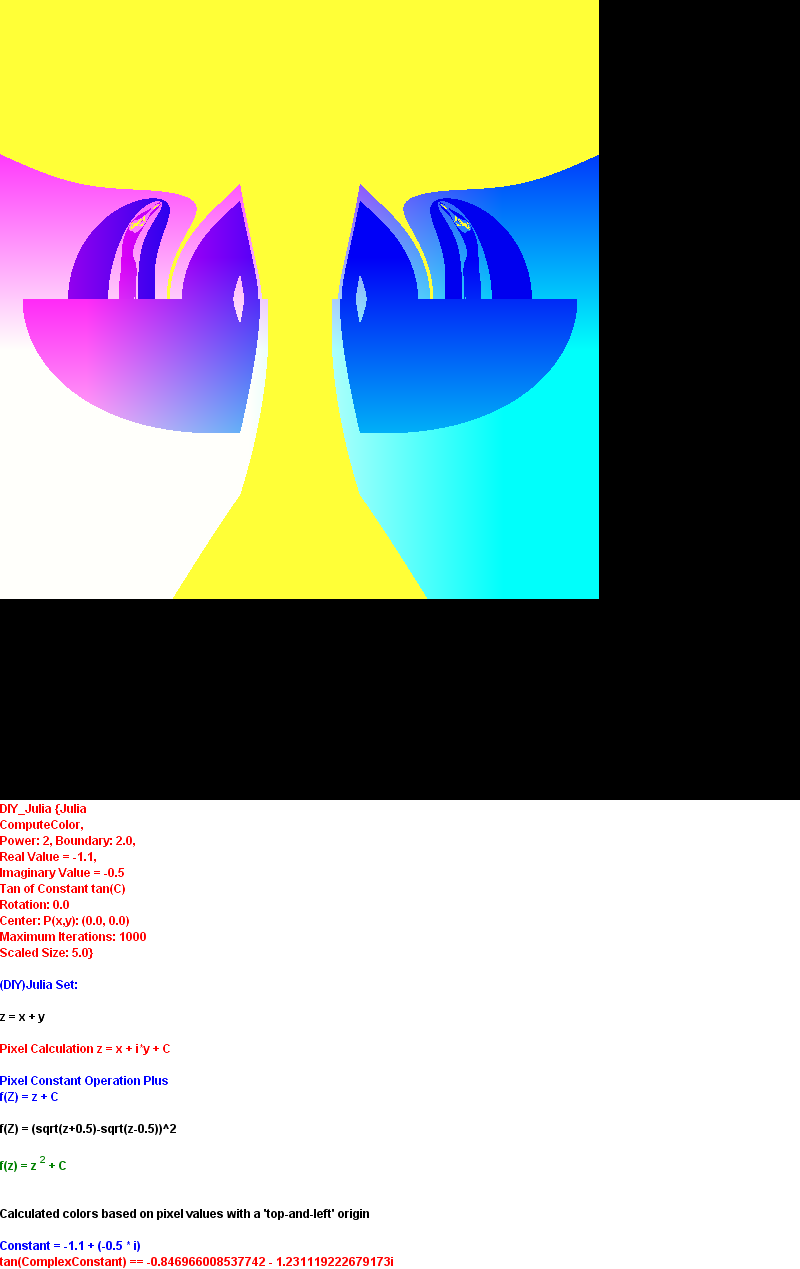 DIY_Julia {Julia
ComputeColor,
Power: 2, Boundary: 2.0,
Real Value = -1.1,
Imaginary Value = -0.5
Tan of Constant tan(C)
Rotation: 0.0
Center: P(x,y): (0.0, 0.0)
Maximum Iterations: 1000
Scaled Size: 5.0}
(DIY)Julia Set:
z = x + y
Pixel Calculation z = x + i*y + C
Pixel Constant Operation Plus
f(Z) = z + C
f(Z) = (sqrt(z+0.5)-sqrt(z-0.5))^2
f(z) = z 2 + C
Calculated colors based on pixel values with a 'top-and-left' origin
Constant = -1.1 + (-0.5 * i)
tan(ComplexConstant) == -0.846966008537742 - 1.231119222679173i